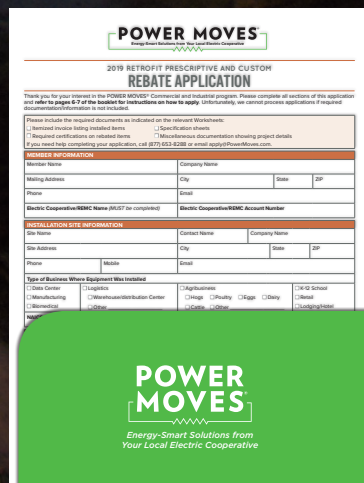 POWER MOVES®
Energy-Smart Solutions from Your Local Electric Cooperative
2019 RETROFIT PRESCRIPTIVE AND CUSTOM
REBATE APPLICATION
Thank you for your interest in the POWER MOVES® Commercial and Industrial program. Please complete all sections of this application
and refer to pages 6-7 of the booklet for instructions on how to apply. Unfortunately, we cannot process applications if required
documentation/information is not included.
Please include the required documents as indicated on the relevant Worksheets:
Itemized invoice listing installed items Specification sheets
Required certifications on rebated items Miscellaneous documentation showing project details
If you need help completing your application, call (877) 653-8288 or email apply@PowerMoves.com.
MEMBER INFORMATION
Member Name Company Name
Mailing Address City State ZIP
Phone Email
Electric Cooperative/REMC Name (MUST be completed) Electric Cooperative/REMC Account Number
INSTALLATION SITE INFORMATION
Site Name Contact Name Company Name
Site Address City State ZIP
Phone Mobile Email
Type of Business Where Equipment Was Installed
Data Center Logistics Agribusiness K-12 School
Manufacturing Warehouse/distribution Center Hogs Poultry Eggs Dairy Retail
Biomedical Other Cattle Other Lodging/Hotel
POWER
MOVES®
Energy-Smart Solutions from
Your Local Electric Cooperative